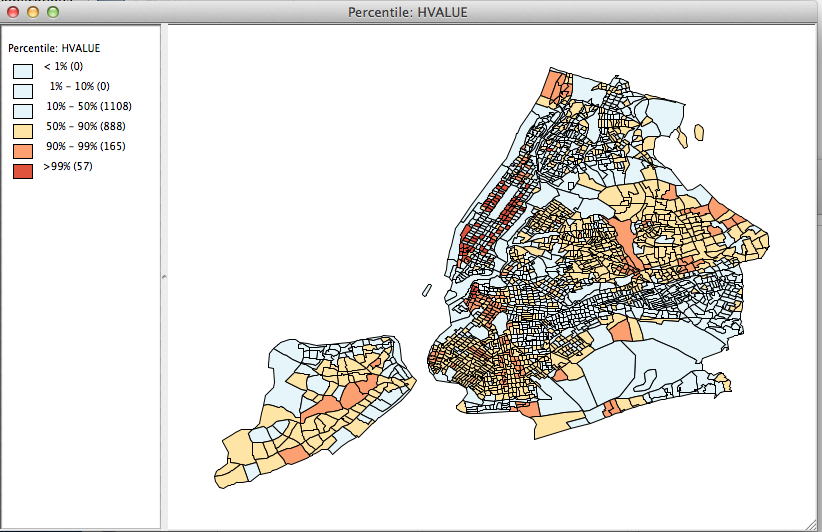 Percentile: HVALUE
Percentile: HVALUE
< 1% (0)
1% - 10% (0)
10% - 50% (1108)
50% - 90% (888)
90% - 99% (165)
>99% (57)